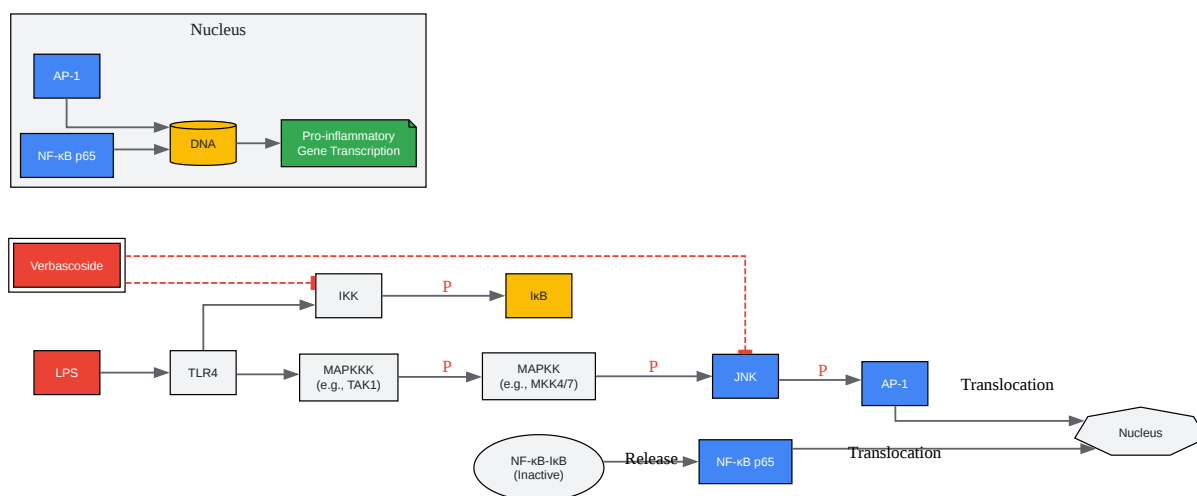 Nucleus
AP-1
NF-κB p65
DNA
Pro-inflammatory
Gene Transcription
Verbascoside
IKK
P
IκB
LPS
TLR4
MAPKKK
(e.g., TAK1)
P
MAPKK
(e.g., MKK4/7)
P
JNK
P
AP-1
Translocation
Nucleus
NF-κB-IκB
(Inactive)
Release
NF-κB p65
Translocation